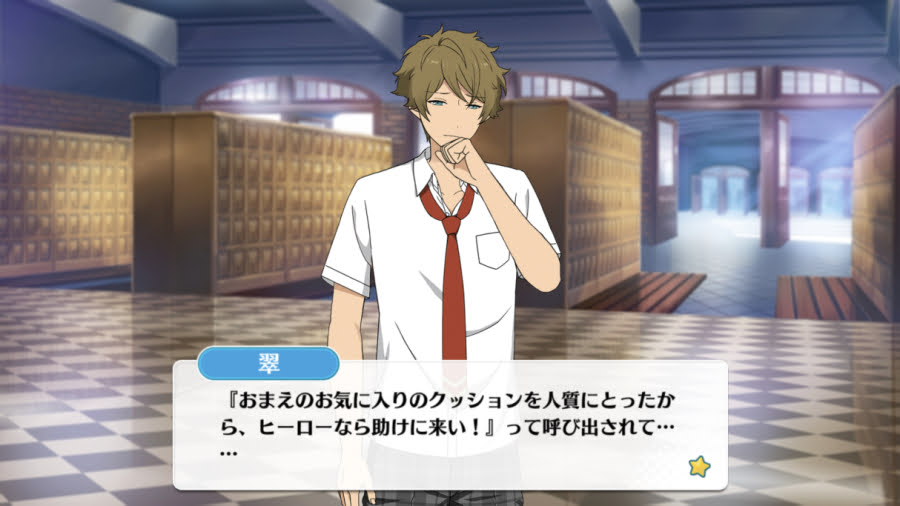 翠
『おまえのお気に入りのクッションを人質にとったか
ら、ヒーローなら助けに来い！』って呼び出されて…
…